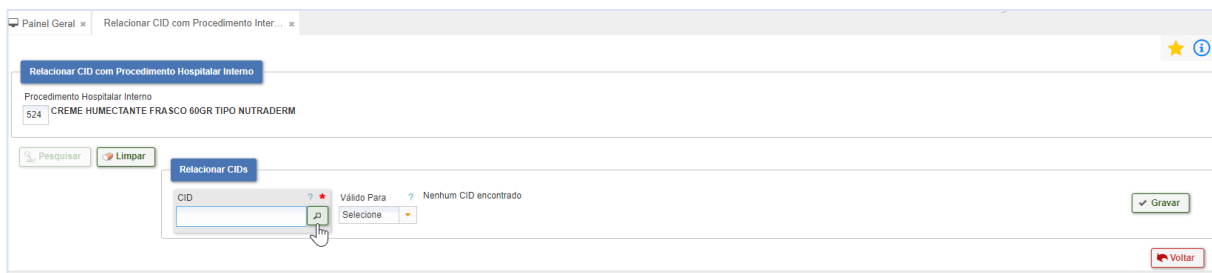 Painel Geral ×
Relacionar CID com Procedimento Inter... ×
Relacionar CID com Procedimento Hospitalar Interno
Procedimento Hospitalar Interno
524 CREME HUMECTANTE FRASCO 60GR TIPO NUTRADERM
Pesquisar
Limpar
Relacionar CIDs
CID ? *
Válido Para ?
Nenhum CID encontrado
Selecione
Gravar
Voltar